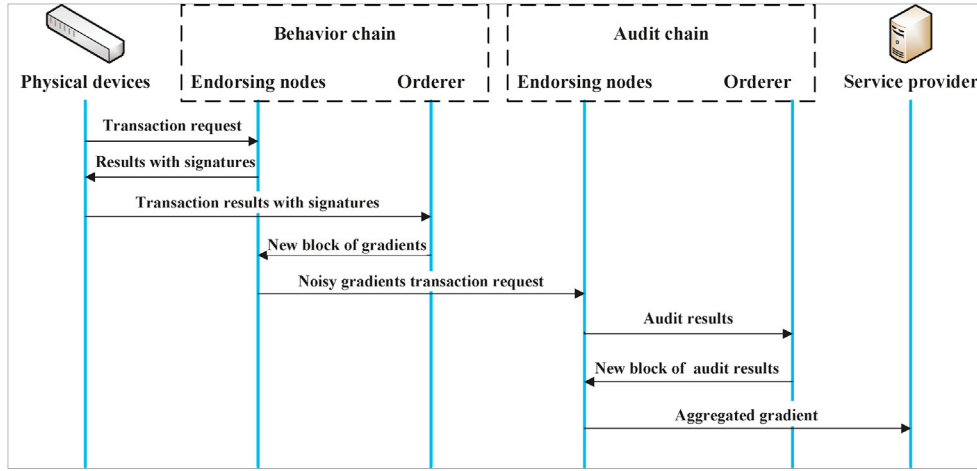 Behavior chain
Audit chain
Physical devices
Endorsing nodes
Orderer
Endorsing nodes
Orderer
Service provider
Transaction request
Results with signatures
Transaction results with signatures
New block of gradients
Noisy gradients transaction request
Audit results
New block of audit results
Aggregated gradient